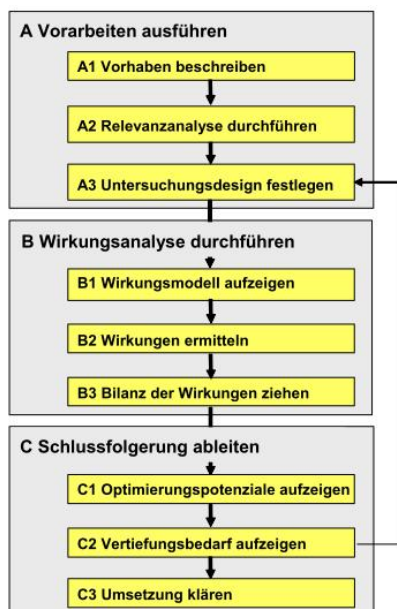 A Vorarbeiten ausführen
A1 Vorhaben beschreiben
A2 Relevanzanalyse durchführen
A3 Untersuchungsdesign festlegen
B Wirkungsanalyse durchführen
B1 Wirkungsmodell aufzeigen
B2 Wirkungen ermitteln
B3 Bilanz der Wirkungen ziehen
C Schlussfolgerung ableiten
C1 Optimierungspotenziale aufzeigen
C2 Vertiefungsbedarf aufzeigen
C3 Umsetzung klären